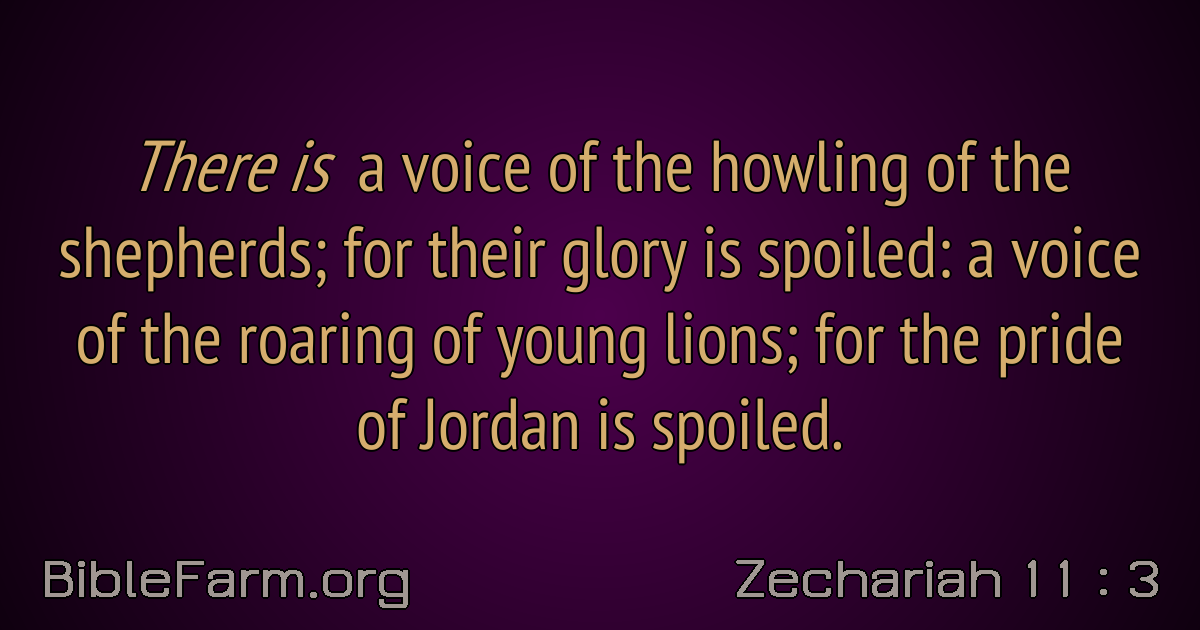 There is a voice of the howling of the
shepherds; for their glory is spoiled: a voice
of the roaring of young lions; for the pride
of Jordan is spoiled.
BibleFarm.org
Zechariah 11 : 3